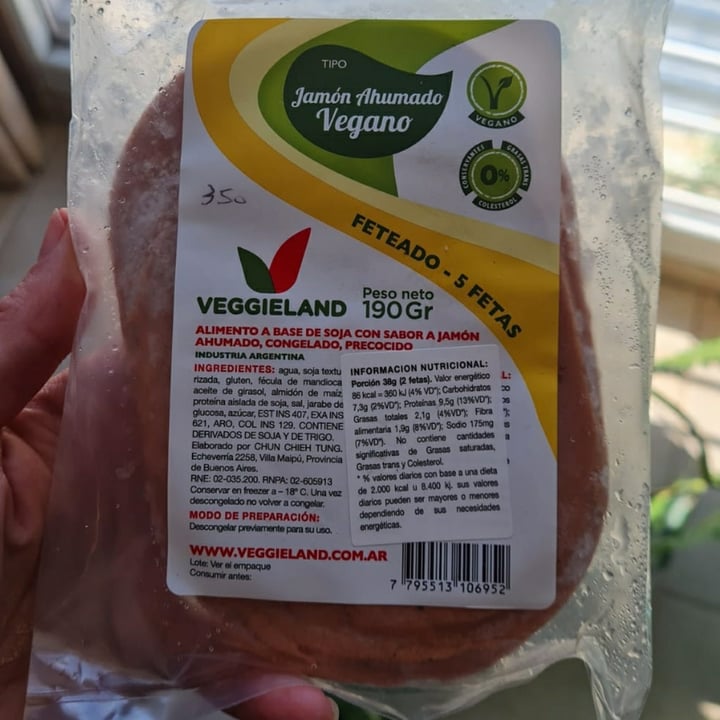 TIPO
Jamón Ahumado
Vegano
VEGANO
CONSERVANTES GRASAS TRANS
0%
COLESTEROL
350
FETEADO - 5 FETAS
VEGGIELAND
Peso neto
190Gr
ALIMENTO A BASE DE SOJA CON SABOR A JAMÓN
AHUMADO, CONGELADO, PRECOCIDO
INDUSTRIA ARGENTINA
INGREDIENTES: agua, soja textu
rizada, gluten, fécula de mandioca
aceite de girasol, almidón de maíz
proteína aislada de soja, sal, jarabe de
glucosa, azúcar, EST INS 407, EXA INS
621, ARO, COL INS 129. CONTIENE
DERIVADOS DE SOJA Y DE TRIGO.
Elaborado por CHUN CHIEH TUNG.
Echeverría 2258, Villa Maipú, Provincia
de Buenos Aires.
RNE: 02-035.200. RNPA: 02-605913
Conservar en freezer a – 18° C. Una vez
descongelado no volver a congelar.
MODO DE PREPARACIÓN:
Descongelar previamente para su uso.
INFORMACION NUTRICIONAL:
Porción 38g (2 fetas). Valor energético
86 kcal = 360 kJ (4% VD*); Carbohidratos
7,3g (2%VD*); Proteínas 9,5g (13%VD*);
Grasas totales 2,1g (4%VD*); Fibra
alimentaria 1,9g (8%VD*); Sodio 175mg
(7%VD*). No contiene cantidades
significativas de Grasas saturadas,
Grasas trans y Colesterol.
* % valores diarios con base a una dieta
de 2.000 kcal u 8.400 kj. sus valores
diarios pueden ser mayores o menores
dependiendo de sus necesidades
energéticas.
WWW.VEGGIELAND.COM.AR
Lote: Ver el empaque
Consumir antes:
7 795513 106952